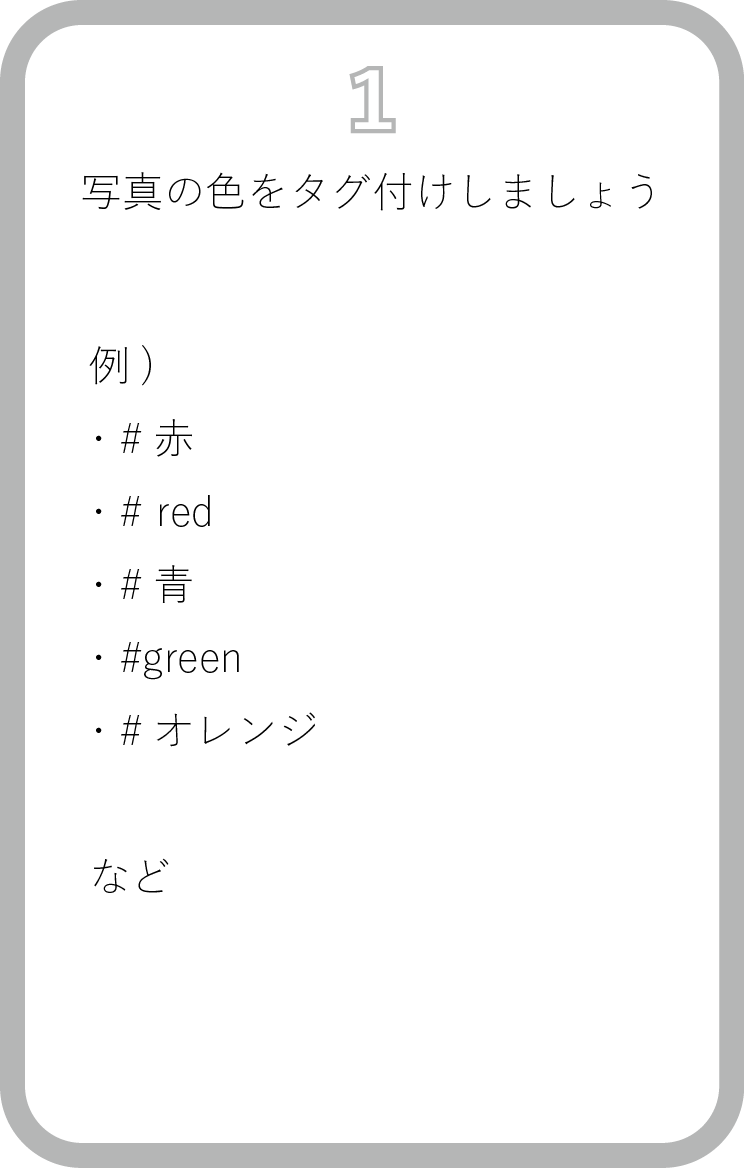 1
写真の色をタグ付けしましょう
例）
・# 赤
・# red
・# 青
・#green
・# オレンジ
など